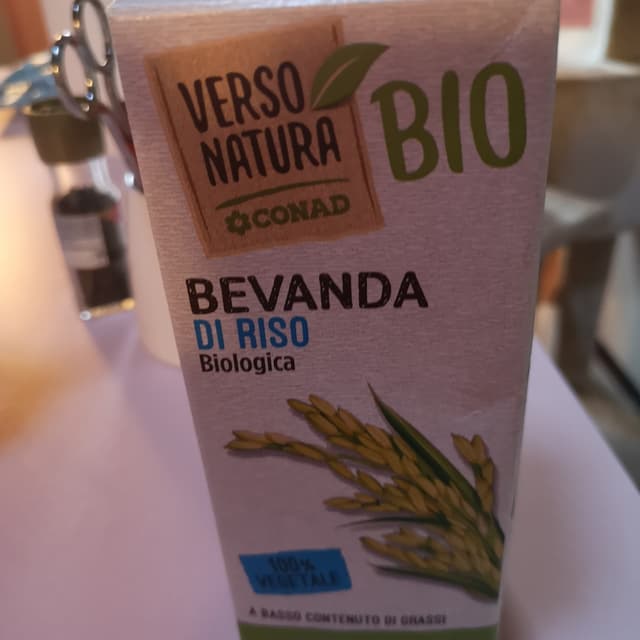 VERSO
NATURA
CONAD
BIO
BEVANDA
DI RISO
Biologica
100%
VEGETALE
A BASSO CONTENUTO DI GRASSI